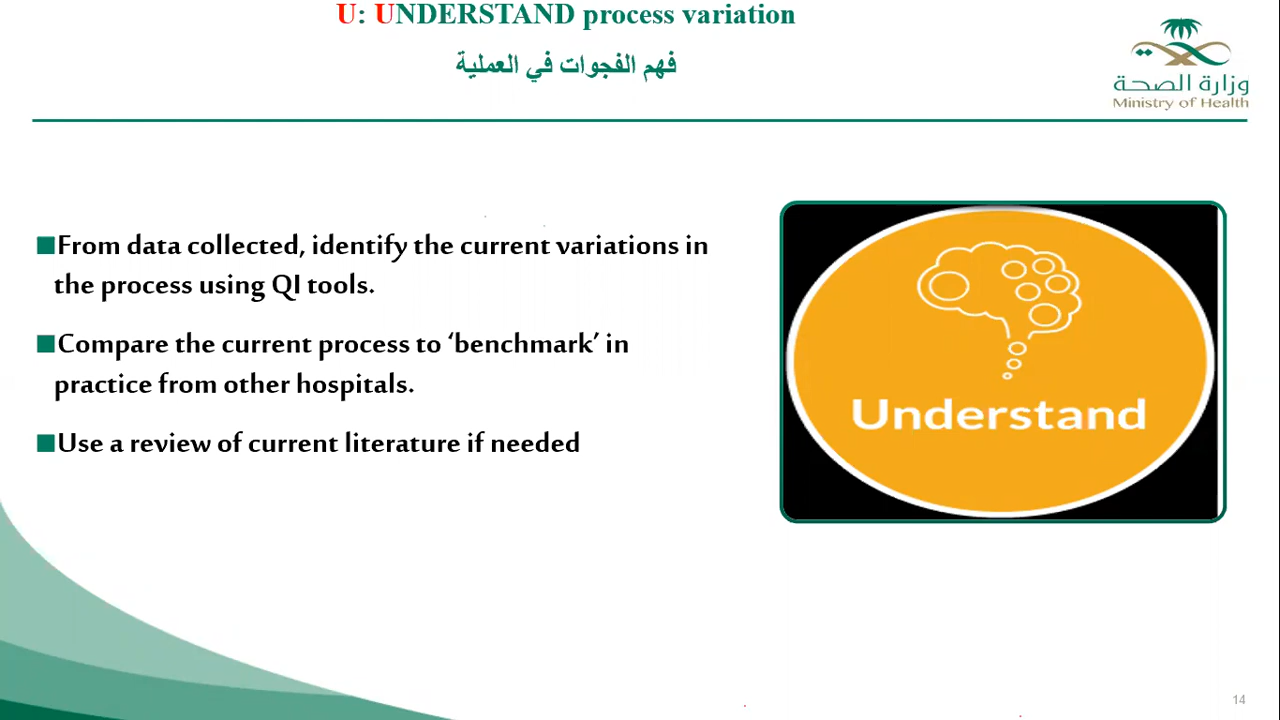 U: UNDERSTAND process variation
فهم الفجوات في العملية
وزارة الصحة
Ministry of Health
From data collected, identify the current variations in
the process using QI tools.
Compare the current process to ‘benchmark’ in
practice from other hospitals.
Use a review of current literature if needed
Understand
14